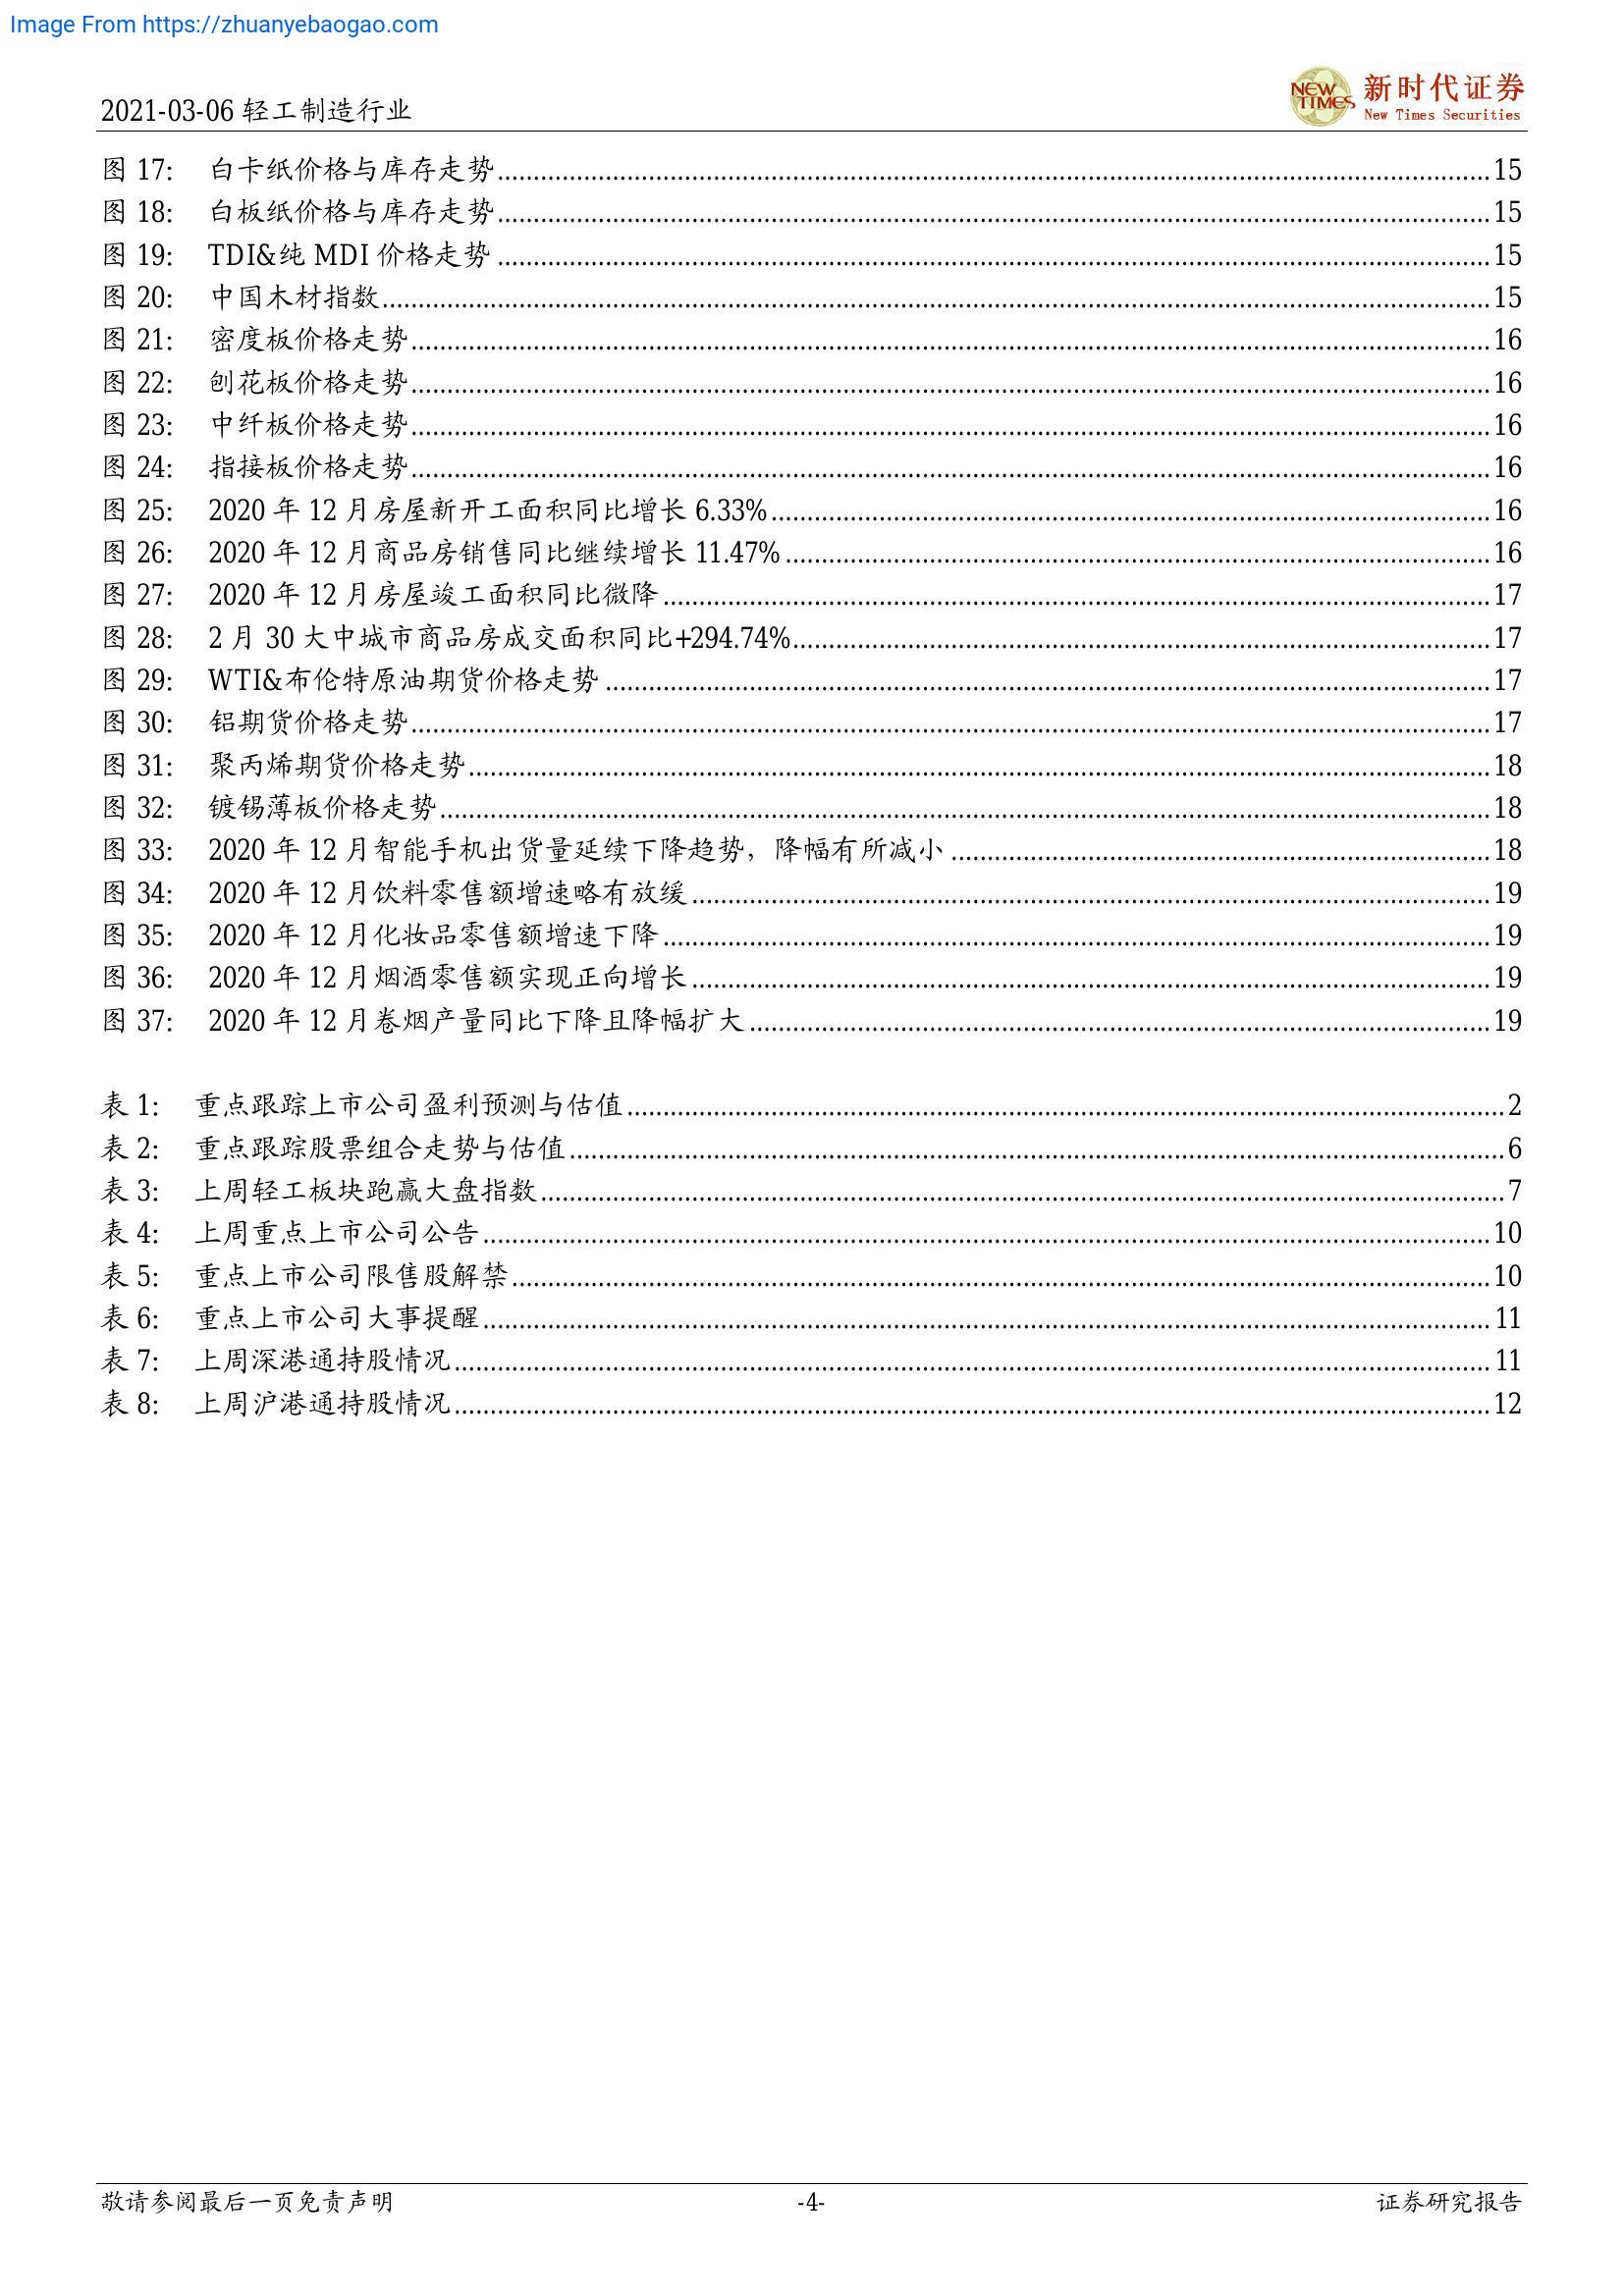 Image From https://zhuanyebaogao.com
2021-03-06 轻工制造行业
NEW TIMES
新时代证券
New Times Securities
图 17: 白卡纸价格与库存走势 15
图 18: 白板纸价格与库存走势 15
图 19: TDI&纯 MDI 价格走势 15
图 20: 中国木材指数 15
图 21: 密度板价格走势 16
图 22: 刨花板价格走势 16
图 23: 中纤板价格走势 16
图 24: 指接板价格走势 16
图 25: 2020 年 12 月房屋新开工面积同比增长 6.33% 16
图 26: 2020 年 12 月商品房销售同比继续增长 11.47% 16
图 27: 2020 年 12 月房屋竣工面积同比微降 17
图 28: 2 月 30 大中城市商品房成交面积同比+294.74% 17
图 29: WTI&布伦特原油期货价格走势 17
图 30: 铝期货价格走势 17
图 31: 聚丙烯期货价格走势 18
图 32: 镀锡薄板价格走势 18
图 33: 2020 年 12 月智能手机出货量延续下降趋势，降幅有所减小 18
图 34: 2020 年 12 月饮料零售额增速略有放缓 19
图 35: 2020 年 12 月化妆品零售额增速下降 19
图 36: 2020 年 12 月烟酒零售额实现正向增长 19
图 37: 2020 年 12 月卷烟产量同比下降且降幅扩大 19
表 1: 重点跟踪上市公司盈利预测与估值 2
表 2: 重点跟踪股票组合走势与估值 6
表 3: 上周轻工板块跑赢大盘指数 7
表 4: 上周重点上市公司公告 10
表 5: 重点上市公司限售股解禁 10
表 6: 重点上市公司大事提醒 11
表 7: 上周深港通持股情况 11
表 8: 上周沪港通持股情况 12
敬请参阅最后一页免责声明
-4-
证券研究报告